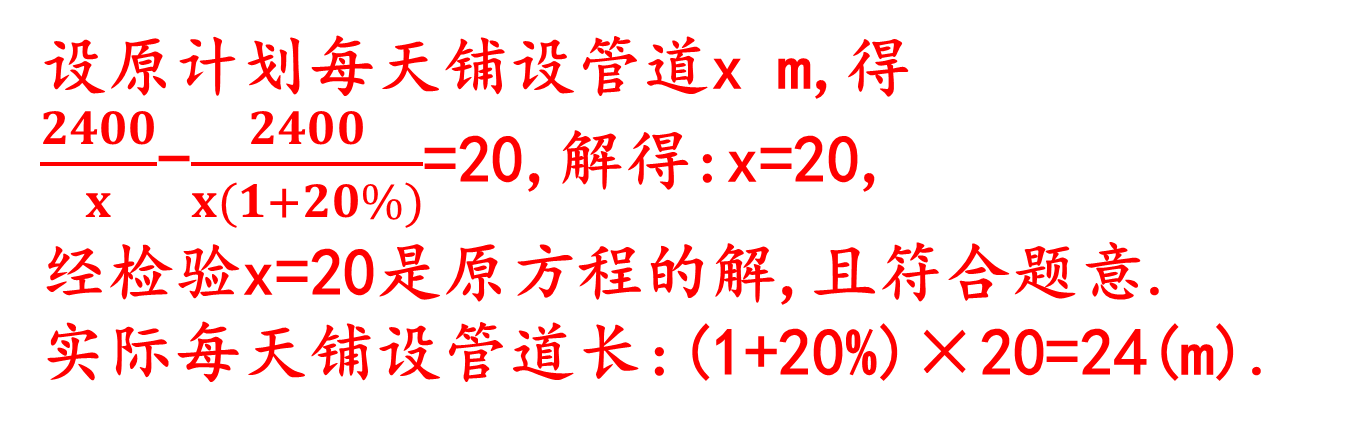 设原计划每天铺设管道x m,得
2400/x-2400/x(1+20%)=20,解得:x=20,
经检验x=20是原方程的解,且符合题意.
实际每天铺设管道长:(1+20%)×20=24(m).